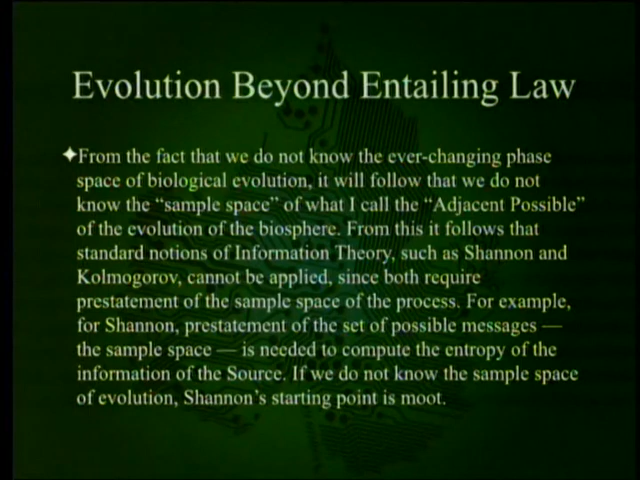 Evolution Beyond Entailing Law
✦From the fact that we do not know the ever-changing phase
space of biological evolution, it will follow that we do not
know the “sample space” of what I call the “Adjacent Possible”
of the evolution of the biosphere. From this it follows that
standard notions of Information Theory, such as Shannon and
Kolmogorov, cannot be applied, since both require
prestatement of the sample space of the process. For example,
for Shannon, prestatement of the set of possible messages —
the sample space — is needed to compute the entropy of the
information of the Source. If we do not know the sample space
of evolution, Shannon’s starting point is moot.